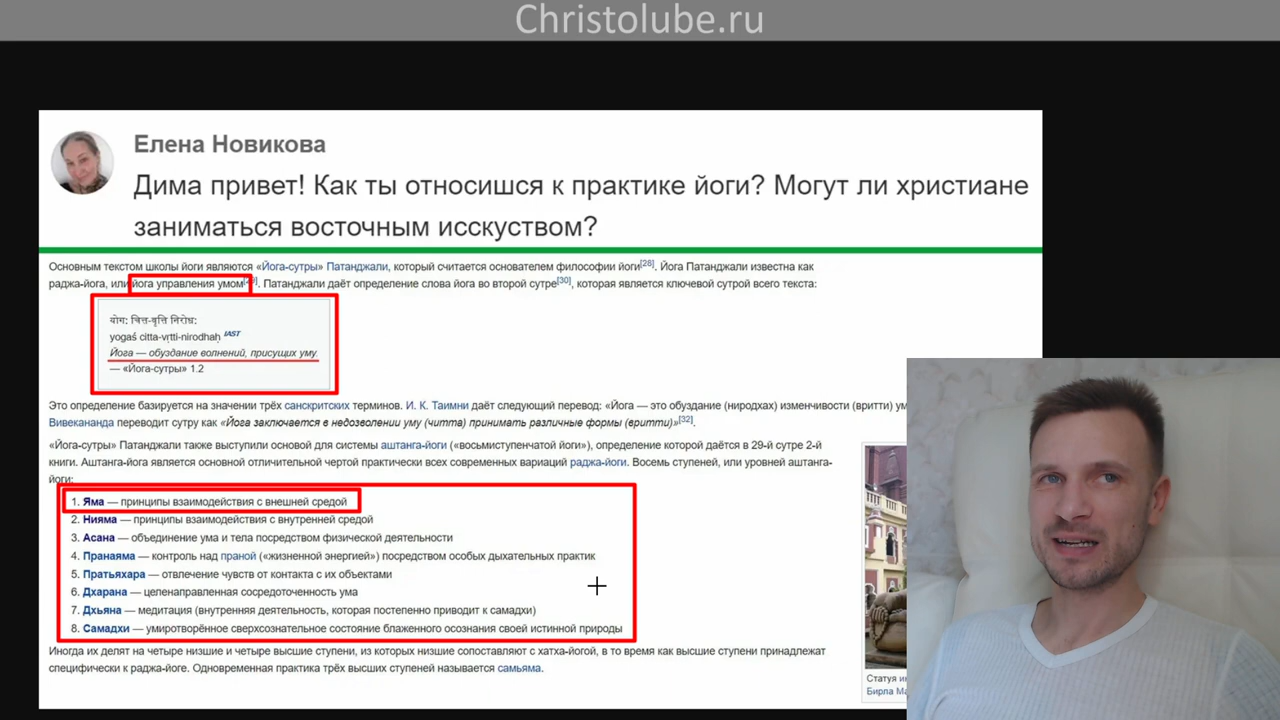 Christolube.ru
Елена Новикова
Дима привет! Как ты относишся к практике йоги? Могут ли христиане
заниматься восточным исскуством?
Основным текстом школы йоги являются «Йога-сутры» Патанджали, который считается основателем философии йоги[28]. Йога Патанджали известна как
раджа-йога, или йога управления умом[29]. Патанджали даёт определение слова йога во второй сутре[30], которая является ключевой сутрой всего текста:
योग: चित्त-वृत्ति निरोध:
yogaś citta-vṛtti-nirodhaḥ IAST
Йога — обуздание волнений, присущих уму.
— «Йога-сутры» 1.2
Это определение базируется на значении трёх санскритских терминов. И. К. Таимни даёт следующий перевод: «Йога — это обуздание (ниродхах) изменчивости (вритти) ум
Вивекананда переводит сутру как «Йога заключается в недозволении уму (читта) принимать различные формы (вритти)»[32].
«Йога-сутры» Патанджали также выступили основой для системы аштанга-йоги («восьмиступенчатой йоги»), определение которой даётся в 29-й сутре 2-й
книги. Аштанга-йога является основной отличительной чертой практически всех современных вариаций раджа-йоги. Восемь ступеней, или уровней аштанга-
йоги:
1. Яма — принципы взаимодействия с внешней средой
2. Нияма — принципы взаимодействия с внутренней средой
3. Асана — объединение ума и тела посредством физической деятельности
4. Пранаяма — контроль над праной («жизненной энергией») посредством особых дыхательных практик
5. Пратьяхара — отвлечение чувств от контакта с их объектами
6. Дхарана — целенаправленная сосредоточенность ума
7. Дхьяна — медитация (внутренняя деятельность, которая постепенно приводит к самадхи)
8. Самадхи — умиротворённое сверхсознательное состояние блаженного осознания своей истинной природы
Иногда их делят на четыре низшие и четыре высшие ступени, из которых низшие сопоставляют с хатха-йогой, в то время как высшие ступени принадлежат
специфически к раджа-йоге. Одновременная практика трёх высших ступеней называется самьяма.
Статуя
Бирла